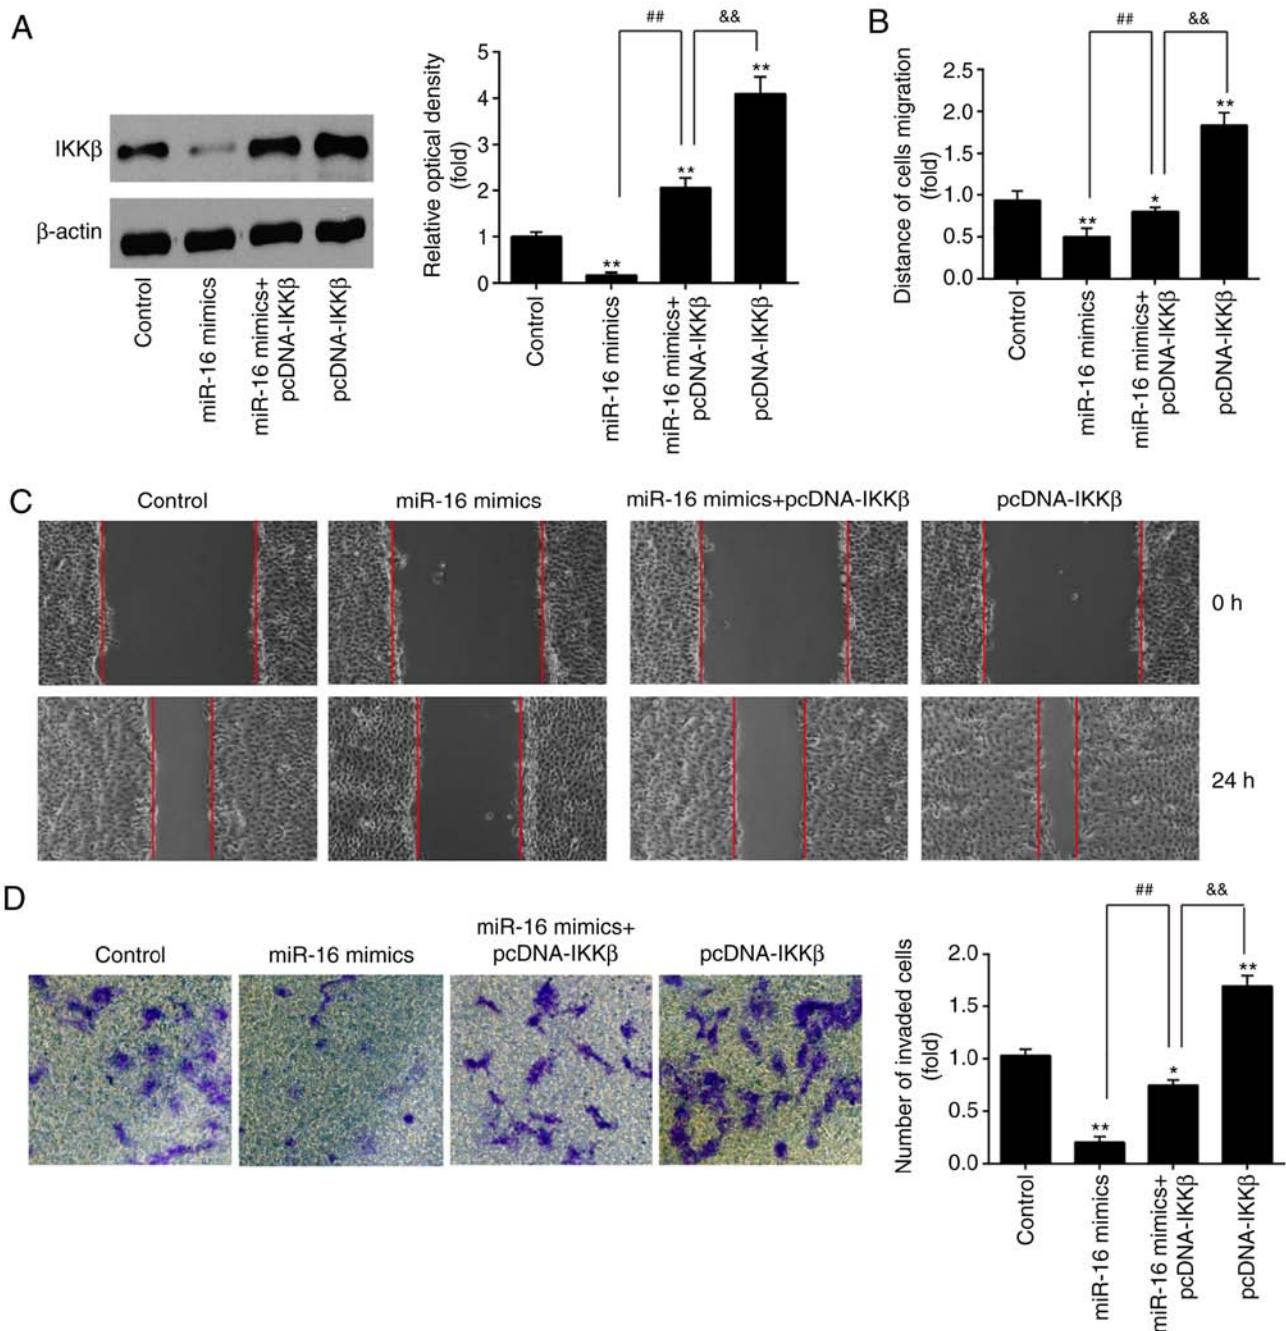 A
IKKβ
β-actin
Control
miR-16 mimics
miR-16 mimics+
pcDNA-IKKβ
pcDNA-IKKβ
Relative optical density
(fold)
5
4
3
2
1
0
##
&&
**
**
**
Control
miR-16 mimics
miR-16 mimics+
pcDNA-IKKβ
pcDNA-IKKβ
B
Distance of cells migration
(fold)
2.5
2.0
1.5
1.0
0.5
0.0
##
&&
**
*
**
Control
miR-16 mimics
miR-16 mimics+
pcDNA-IKKβ
pcDNA-IKKβ
C
Control
miR-16 mimics
miR-16 mimics+pcDNA-IKKβ
pcDNA-IKKβ
0 h
24 h
D
Control
miR-16 mimics
miR-16 mimics+
pcDNA-IKKβ
pcDNA-IKKβ
Number of invaded cells
(fold)
2.0
1.5
1.0
0.5
0.0
##
&&
**
*
**
Control
miR-16 mimics
miR-16 mimics+
pcDNA-IKKβ
pcDNA-IKKβ